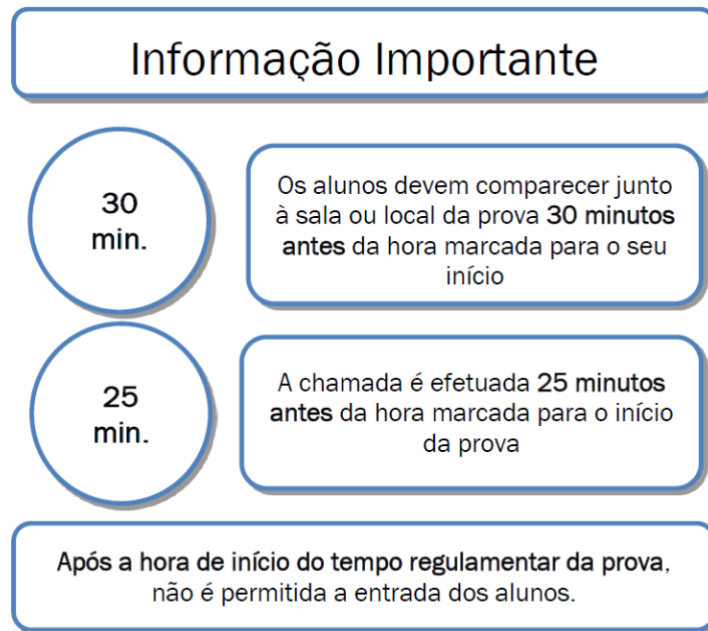 Informação Importante
30
min.
Os alunos devem comparecer junto
à sala ou local da prova 30 minutos
antes da hora marcada para o seu
início
25
min.
A chamada é efetuada 25 minutos
antes da hora marcada para o início
da prova
Após a hora de início do tempo regulamentar da prova,
não é permitida a entrada dos alunos.